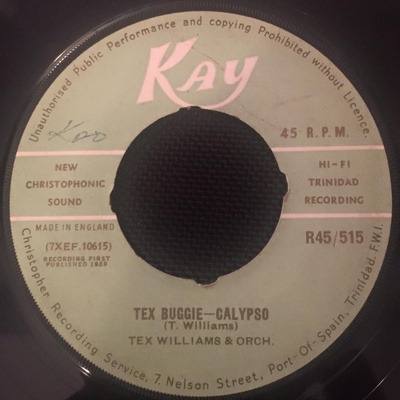 Unauthorised Public Performance and copying Prohibited without Licence.
Kay
45 R.P.M.
NEW
CHRISTOPHONIC
SOUND
HI-FI
TRINIDAD
RECORDING
MADE IN ENGLAND
(7XEF.10615)
RECORDING FIRST
PUBLISHED 1959
R45/515
TEX BUGGIE—CALYPSO
(T. Williams)
TEX WILLIAMS & ORCH.
Christopher Recording Service, 7, Nelson Street, Port-Of-Spain, Trinidad, F.W.I.